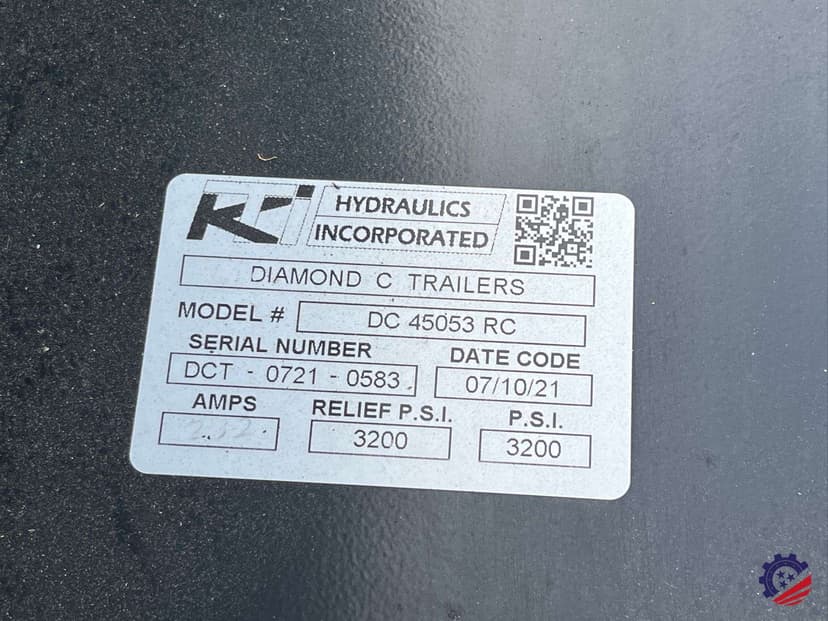 KTI HYDRAULICS
INCORPORATED
DIAMOND C TRAILERS
MODEL # DC 45053 RC
SERIAL NUMBER DATE CODE
DCT - 0721 - 0583 07/10/21
AMPS RELIEF P.S.I. P.S.I.
3200 3200